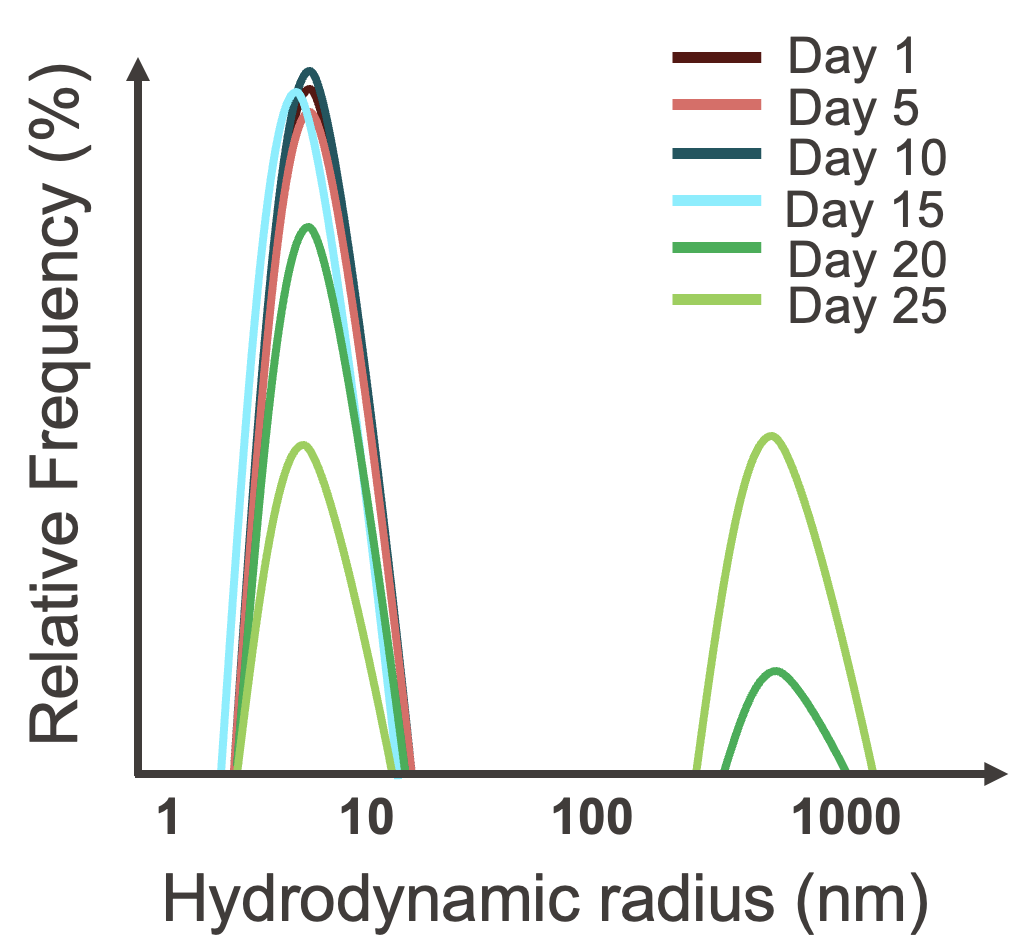 Relative Frequency (%)
Day 1
Day 5
Day 10
Day 15
Day 20
Day 25
1 10 100 1000
Hydrodynamic radius (nm)